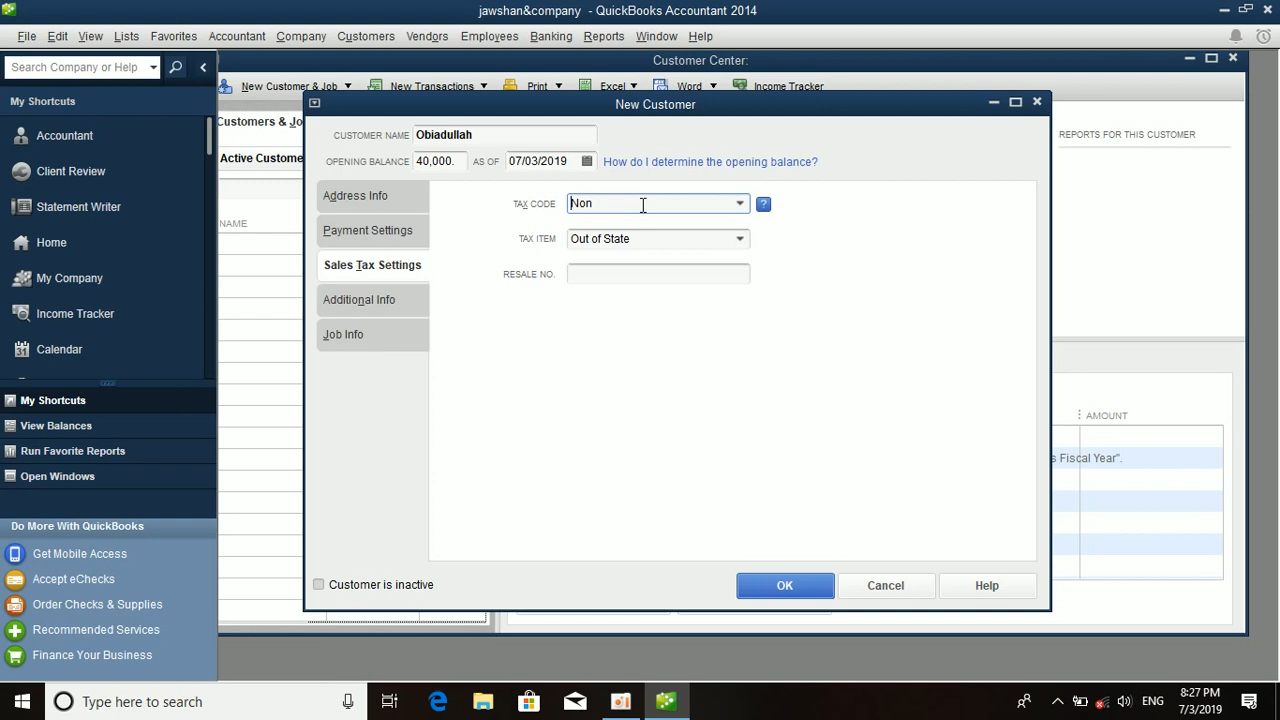 jawshan&company - QuickBooks Accountant 2014
File Edit View Lists Favorites Accountant Company Customers Vendors Employees Banking Reports Window Help
Search Company or Help
Customer Center:
New Customer & Job New Transactions Print Excel Word Income Tracker
My Shortcuts
Accountant
Client Review
Statement Writer
Home
My Company
Income Tracker
Calendar
My Shortcuts
View Balances
Run Favorite Reports
Open Windows
Do More With QuickBooks
Get Mobile Access
Accept eChecks
Order Checks & Supplies
Recommended Services
Finance Your Business
Customers & Jo
Active Custome
NAME
New Customer
CUSTOMER NAME Obiadullah
OPENING BALANCE 40,000. AS OF 07/03/2019 How do I determine the opening balance?
Address Info
Payment Settings
Sales Tax Settings
Additional Info
Job Info
TAX CODE Non ?
TAX ITEM Out of State
RESALE NO.
Customer is inactive
OK Cancel Help
REPORTS FOR THIS CUSTOMER
AMOUNT
s Fiscal Year".
Type here to search
ENG
8:27 PM
7/3/2019